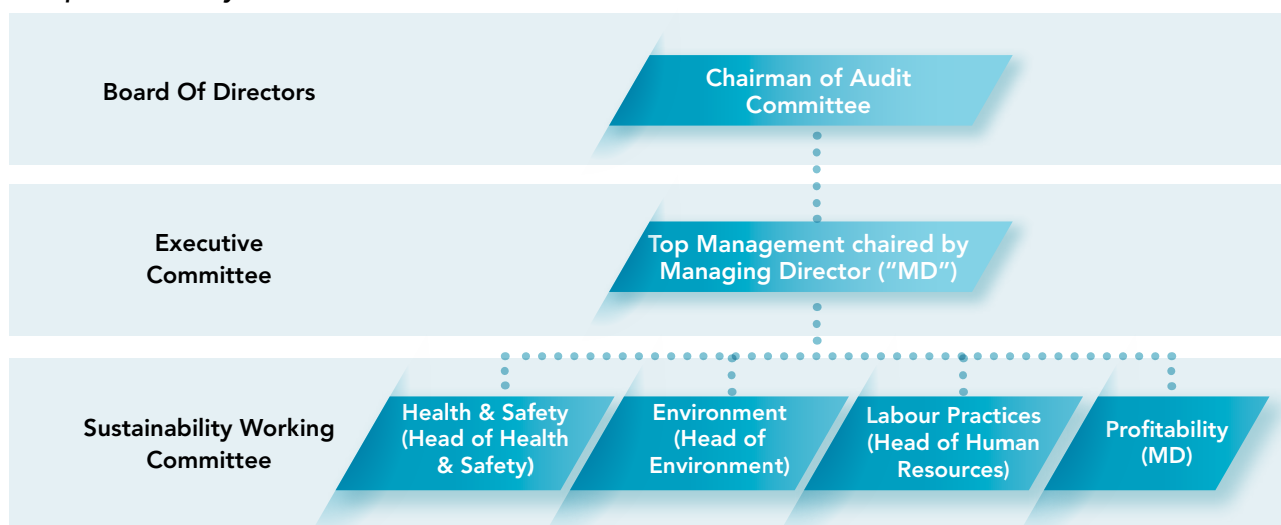 Board Of Directors
Chairman of Audit
Committee
Executive
Committee
Top Management chaired by
Managing Director ("MD")
Sustainability Working
Committee
Health & Safety
(Head of Health
& Safety)
Environment
(Head of
Environment)
Labour Practices
(Head of Human
Resources)
Profitability
(MD)